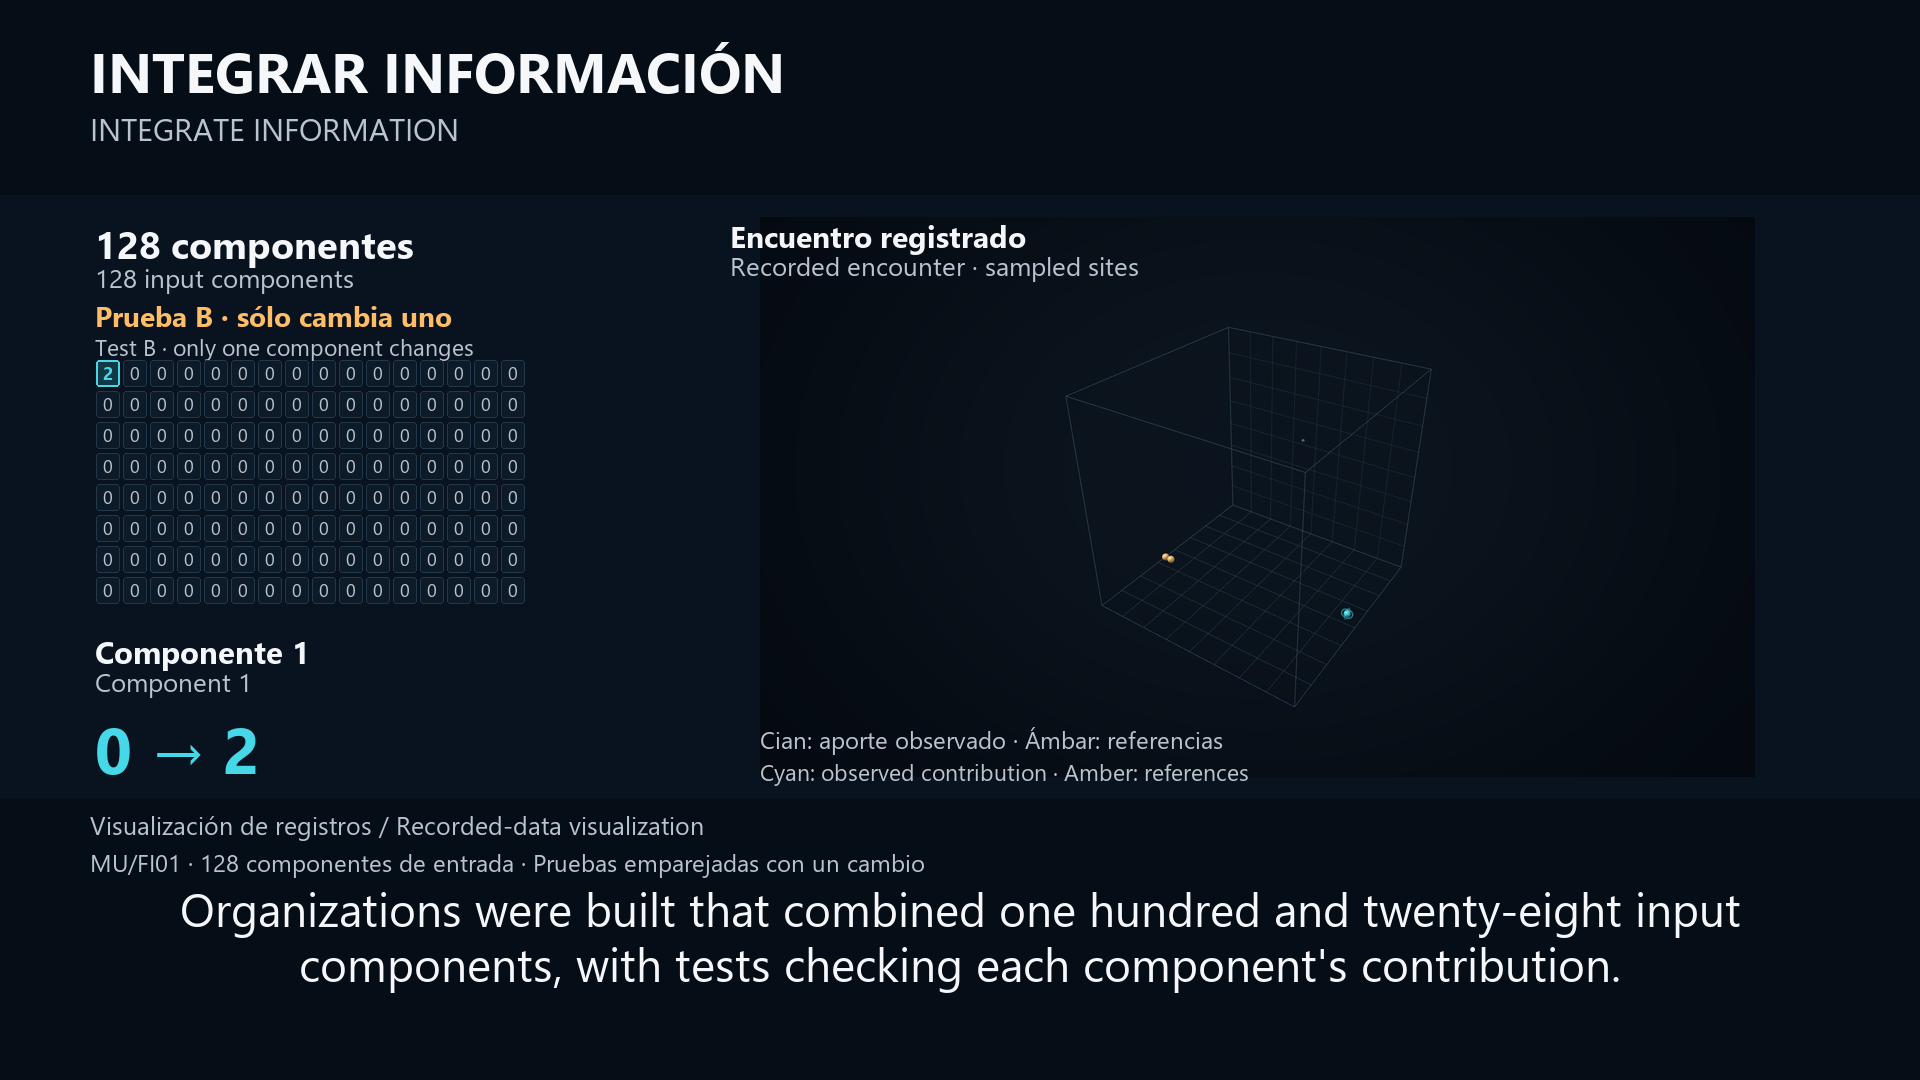 INTEGRAR INFORMACIÓN
INTEGRATE INFORMATION
128 componentes
128 input components
Prueba B · sólo cambia uno
Test B · only one component changes
2 0 0 0 0 0 0 0 0 0 0 0 0 0 0 0
0 0 0 0 0 0 0 0 0 0 0 0 0 0 0 0
0 0 0 0 0 0 0 0 0 0 0 0 0 0 0 0
0 0 0 0 0 0 0 0 0 0 0 0 0 0 0 0
0 0 0 0 0 0 0 0 0 0 0 0 0 0 0 0
0 0 0 0 0 0 0 0 0 0 0 0 0 0 0 0
0 0 0 0 0 0 0 0 0 0 0 0 0 0 0 0
0 0 0 0 0 0 0 0 0 0 0 0 0 0 0 0
Componente 1
Component 1
0 → 2
Encuentro registrado
Recorded encounter · sampled sites
Cian: aporte observado · Ámbar: referencias
Cyan: observed contribution · Amber: references
Visualización de registros / Recorded-data visualization
MU/FI01 · 128 componentes de entrada · Pruebas emparejadas con un cambio
Organizations were built that combined one hundred and twenty-eight input
components, with tests checking each component's contribution.